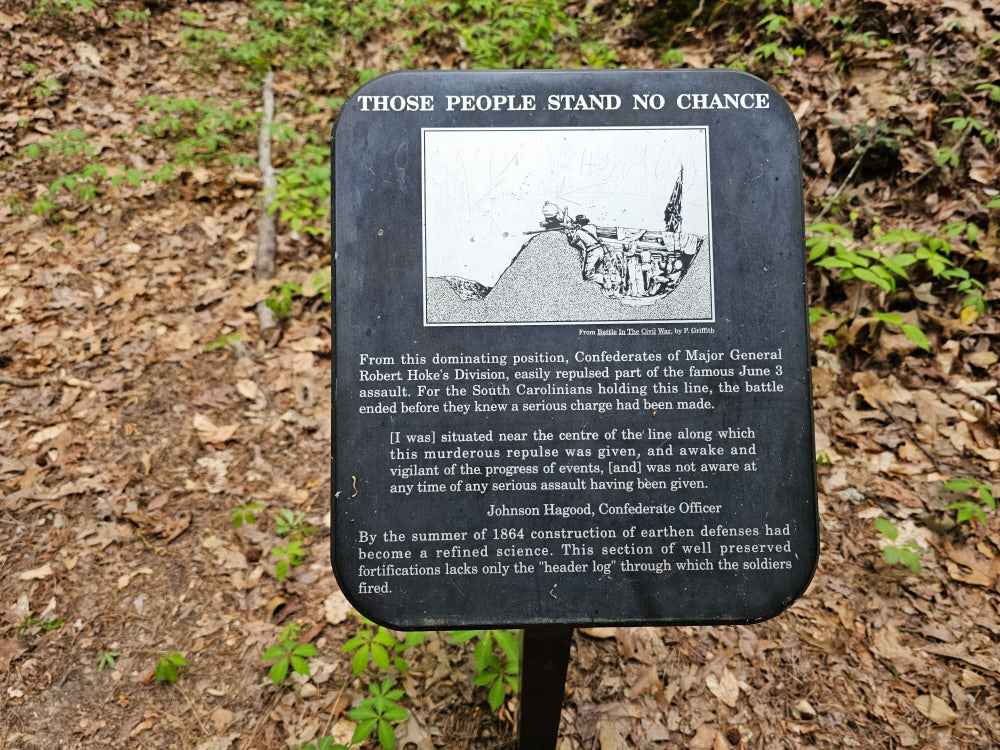 THOSE PEOPLE STAND NO CHANCE
From Battle In The Civil War, by P. Griffith
From this dominating position, Confederates of Major General
Robert Hoke's Division, easily repulsed part of the famous June 3
assault. For the South Carolinians holding this line, the battle
ended before they knew a serious charge had been made.
[I was] situated near the centre of the line along which
this murderous repulse was given, and awake and
vigilant of the progress of events, [and] was not aware at
any time of any serious assault having been given.
Johnson Hagood, Confederate Officer
By the summer of 1864 construction of earthen defenses had
become a refined science. This section of well preserved
fortifications lacks only the "header log" through which the soldiers
fired.